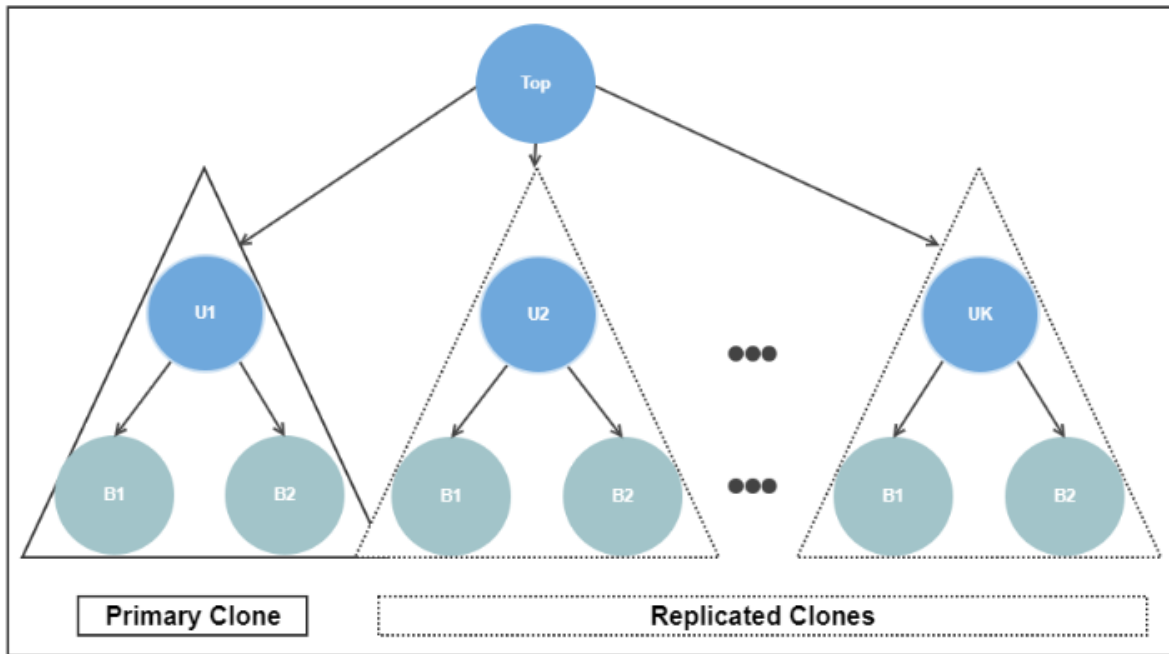 Top
U1
U2
UK
B1
B2
B1
B2
B1
B2
Primary Clone
Replicated Clones